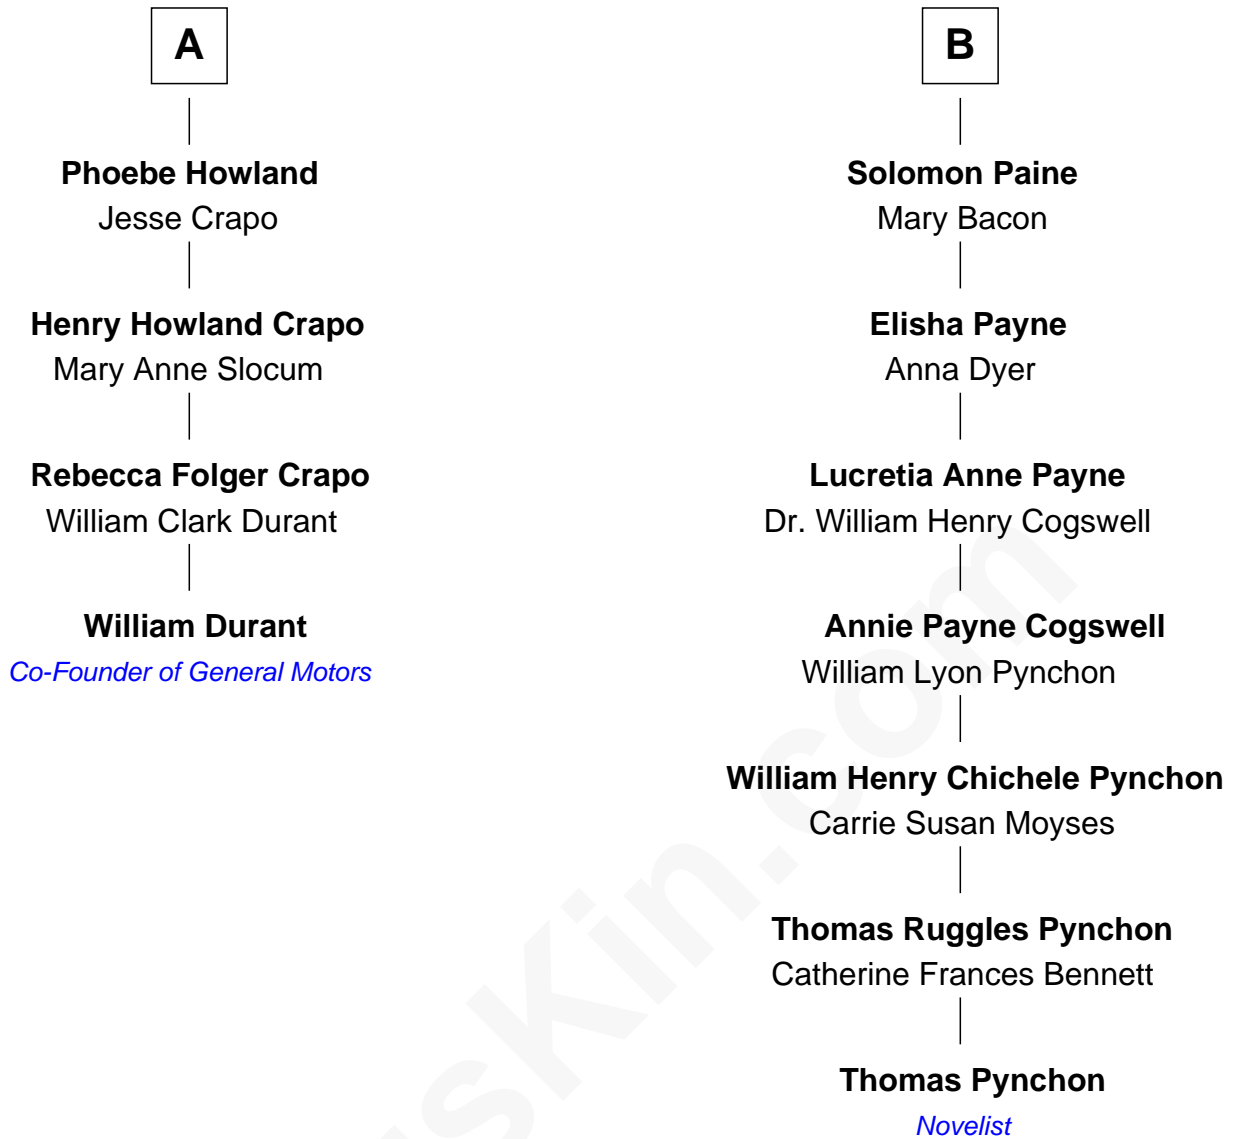 A
Phoebe Howland
Jesse Crapo
Henry Howland Crapo
Mary Anne Slocum
Rebecca Folger Crapo
William Clark Durant
William Durant
Co-Founder of General Motors
B
Solomon Paine
Mary Bacon
Elisha Payne
Anna Dyer
Lucretia Anne Payne
Dr. William Henry Cogswell
Annie Payne Cogswell
William Lyon Pynchon
William Henry Chichele Pynchon
Carrie Susan Moyses
Thomas Ruggles Pynchon
Catherine Frances Bennett
Thomas Pynchon
Novelist
sKin.com